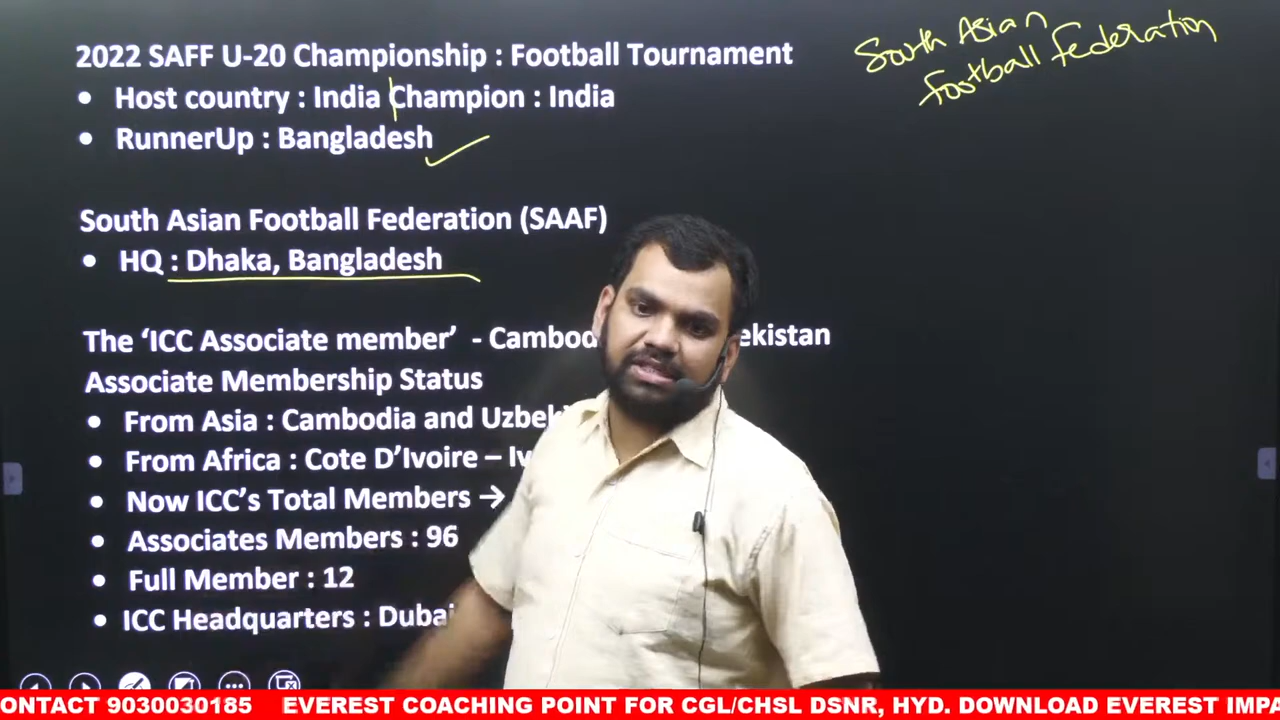 2022 SAFF U-20 Championship : Football Tournament
South Asian
Football Federation
• Host country : India Champion : India
• RunnerUp : Bangladesh
South Asian Football Federation (SAAF)
• HQ : Dhaka, Bangladesh
The ‘ICC Associate member’ - Cambod ekistan
Associate Membership Status
• From Asia : Cambodia and Uzbek
• From Africa : Cote D’Ivoire – Iv
• Now ICC’s Total Members →
• Associates Members : 96
• Full Member : 12
• ICC Headquarters : Dubai
ONTACT 9030030185 EVEREST COACHING POINT FOR CGL/CHSL DSNR, HYD. DOWNLOAD EVEREST IMPA